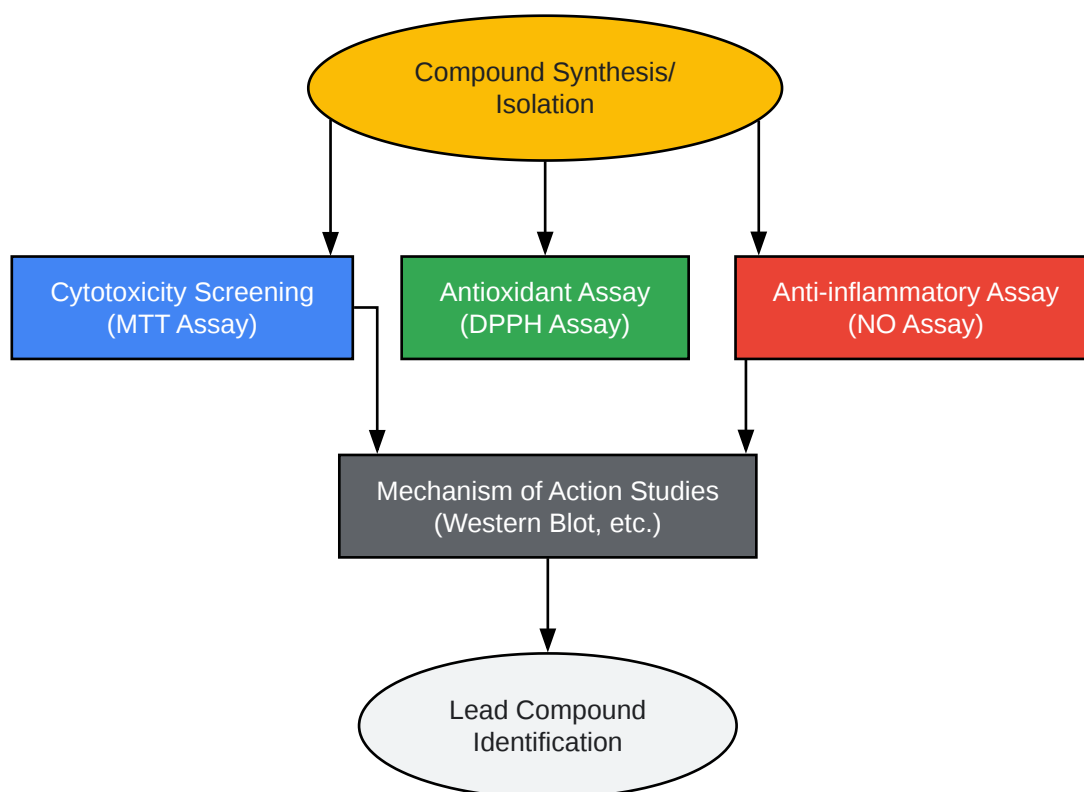 Compound Synthesis/
Isolation
Cytotoxicity Screening
(MTT Assay)
Antioxidant Assay
(DPPH Assay)
Anti-inflammatory Assay
(NO Assay)
Mechanism of Action Studies
(Western Blot, etc.)
Lead Compound
Identification